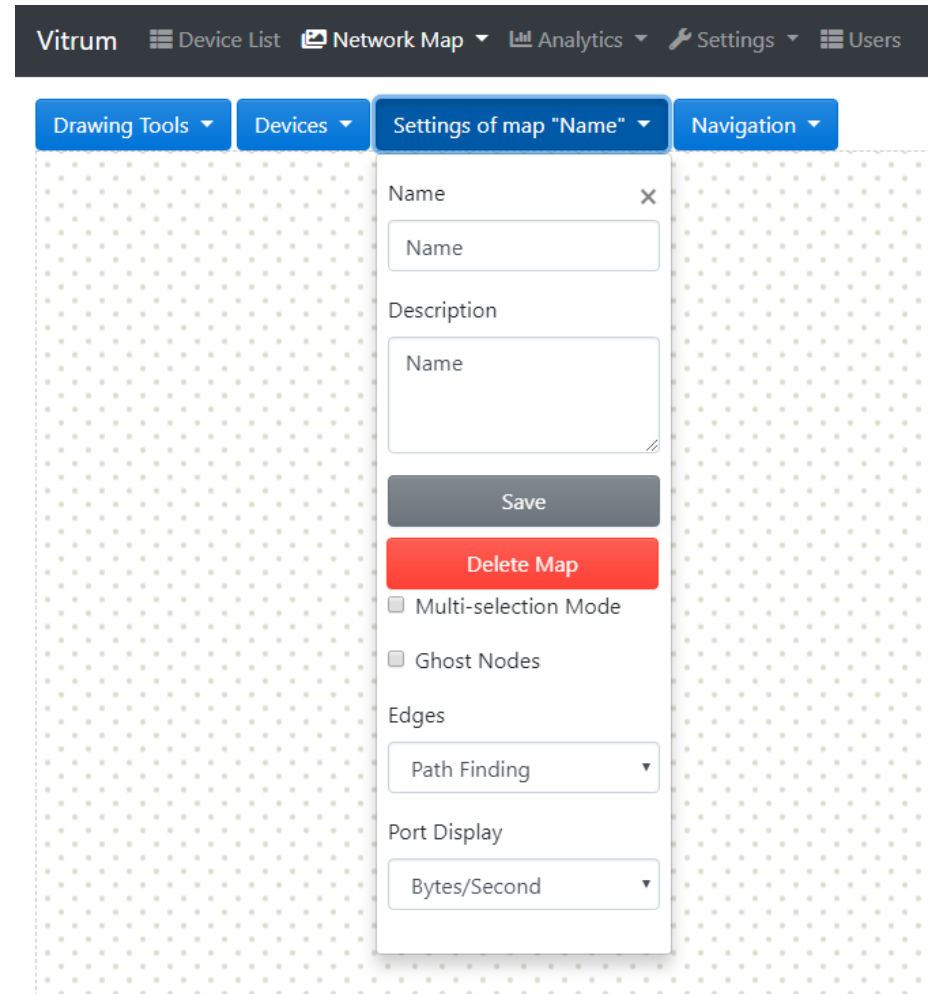 Vitrum Device List Network Map Analytics Settings Users
Drawing Tools Devices Settings of map "Name" Navigation
Name
Name
Description
Name
Save
Delete Map
Multi-selection Mode
Ghost Nodes
Edges
Path Finding
Port Display
Bytes/Second